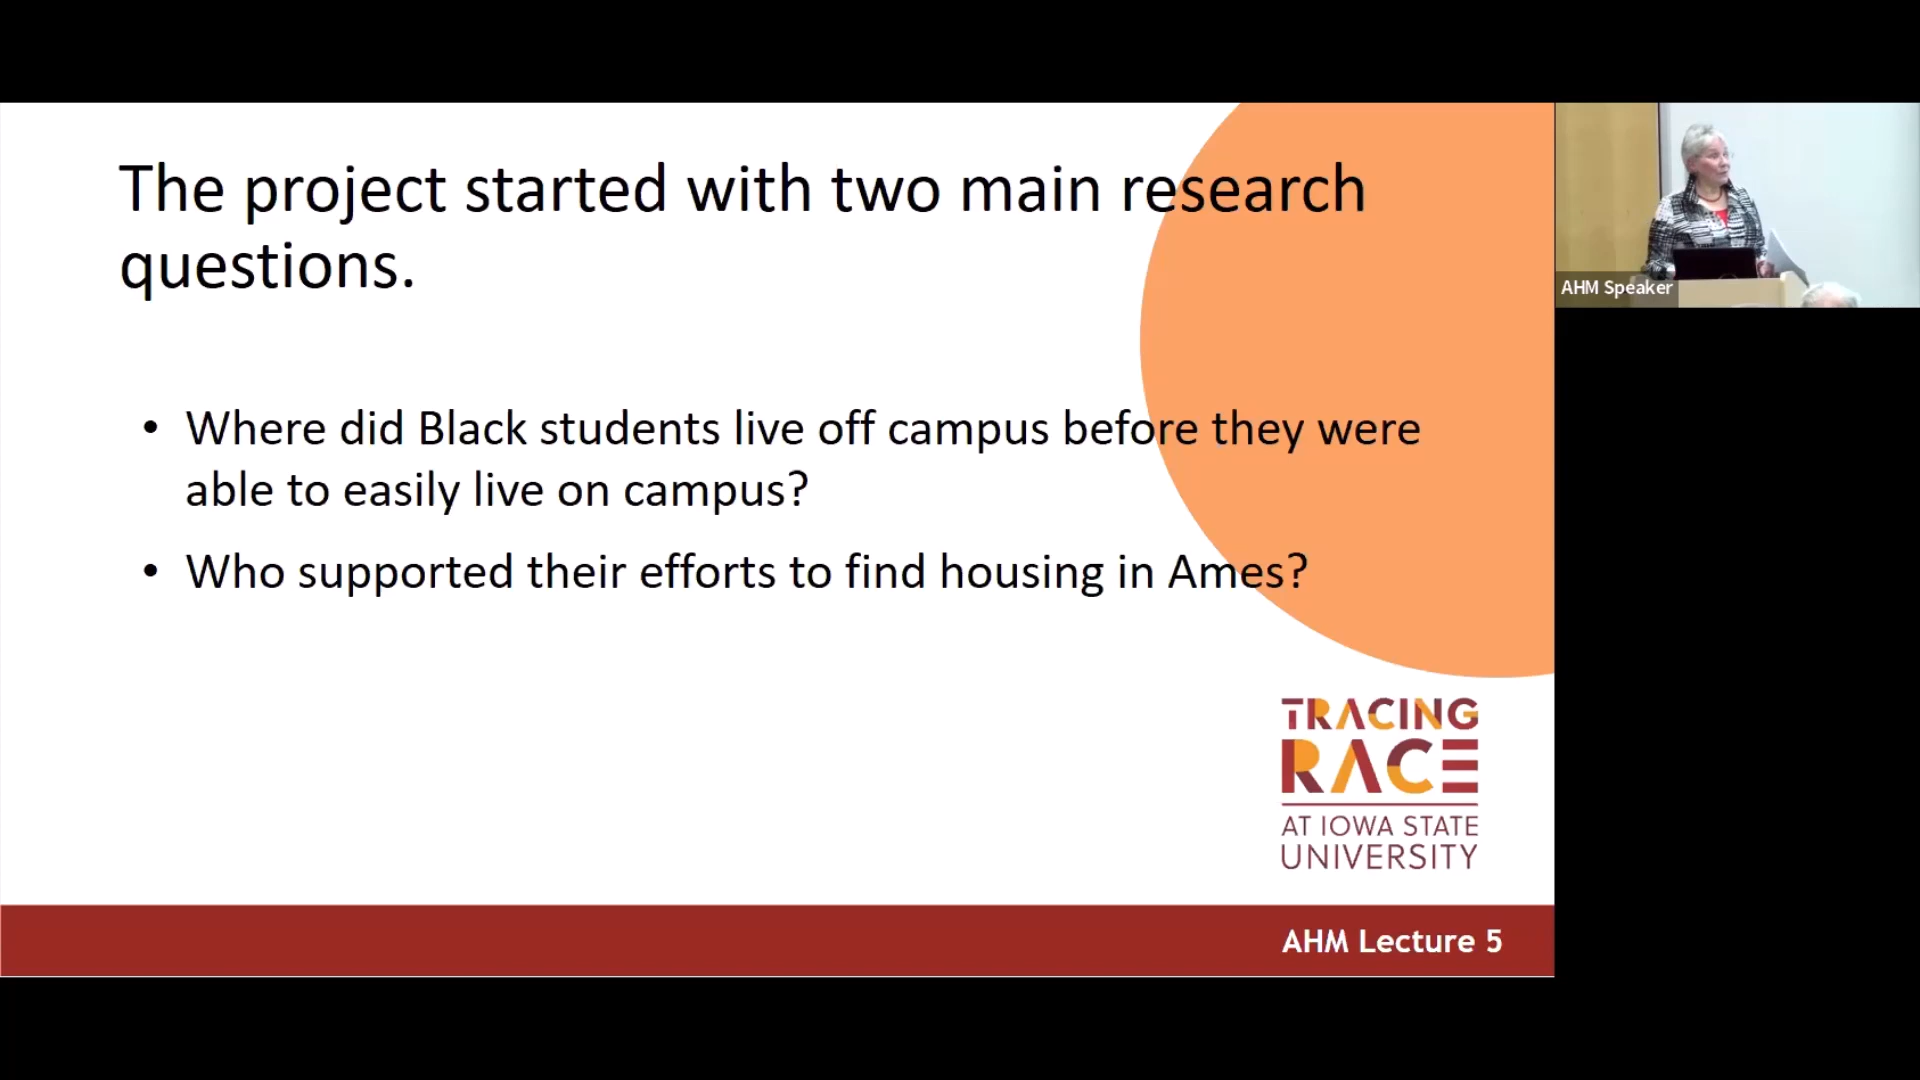 The project started with two main research
questions.
• Where did Black students live off campus before they were
able to easily live on campus?
• Who supported their efforts to find housing in Ames?
TRACING
RACE
AT IOWA STATE
UNIVERSITY
AHM Lecture 5
AHM Speaker